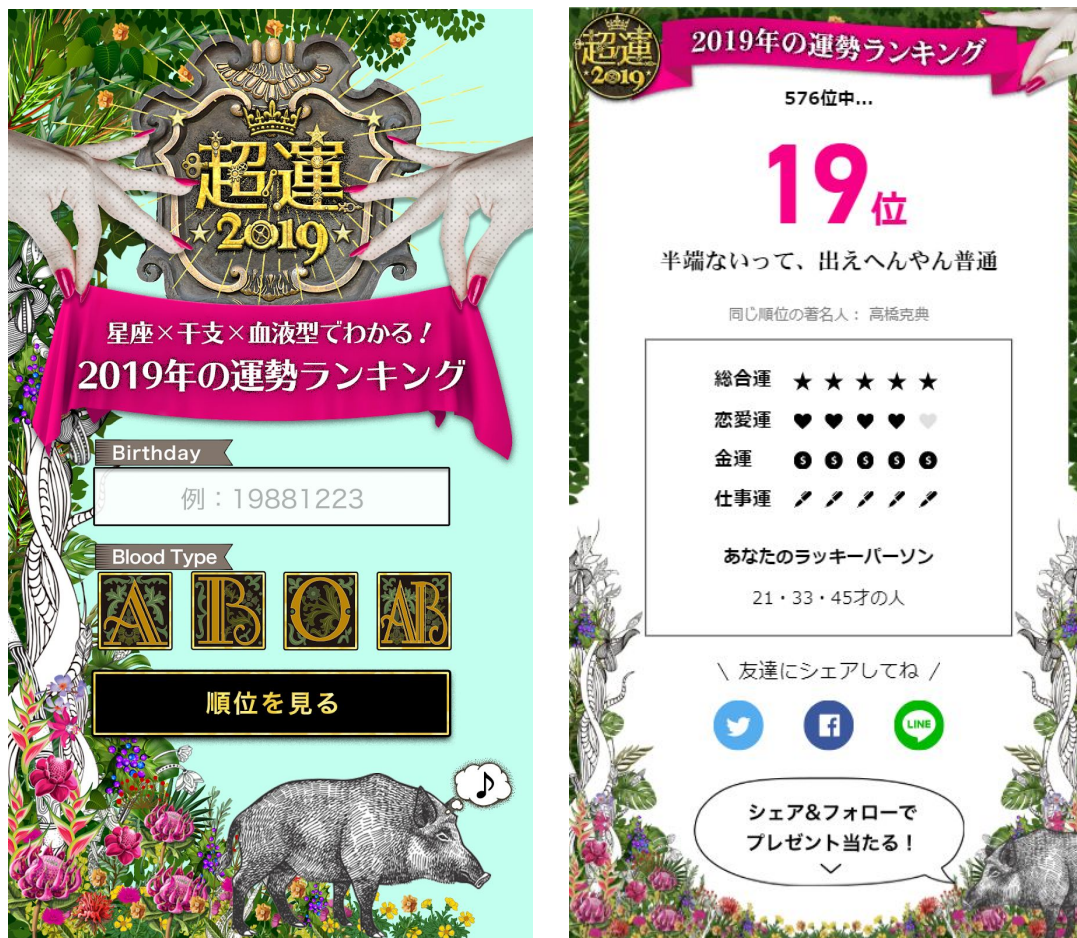 超運
2019
星座×干支×血液型でわかる！
2019年の運勢ランキング
Birthday
例：19881223
Blood Type
A B O AB
順位を見る
超運
2019
2019年の運勢ランキング
576位中...
19位
半端ないって、出えへんやん普通
同じ順位の著名人： 高橋克典
総合運
恋愛運
金運
仕事運
あなたのラッキーパーソン
21・33・45才の人
\ 友達にシェアしてね /
LINE
シェア&フォローで
プレゼント当たる！